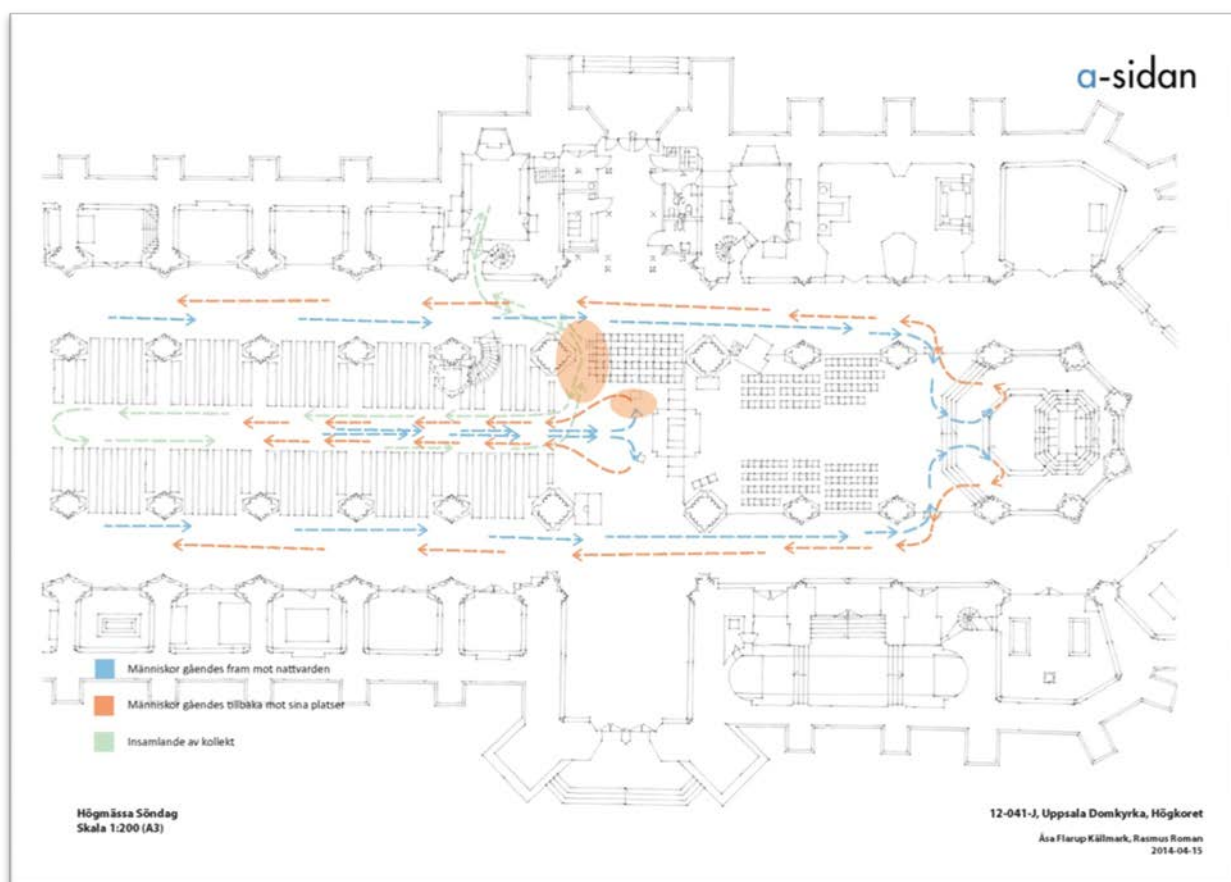 a-sidan
Människor gåendes fram mot nattvarden
Människor gåendes tillbaka mot sina platser
Insamlande av kollekt
Högmässa Söndag
Skala 1:200 (A3)
12-041-J, Uppsala Domkyrka, Högkoret
Åsa Flarup Källmark, Rasmus Roman
2014-04-15